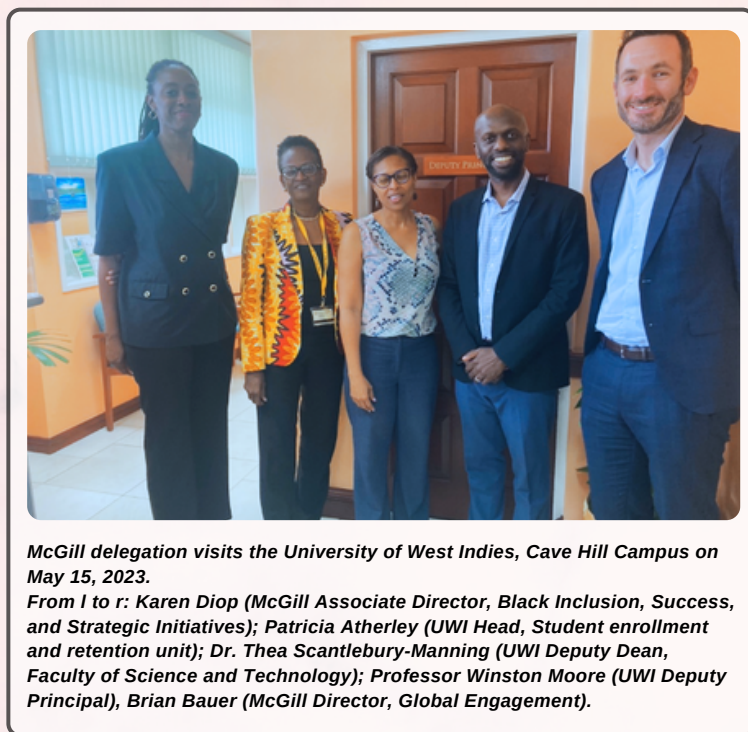 DEPUTY PRIN
McGill delegation visits the University of West Indies, Cave Hill Campus on
May 15, 2023.
From l to r: Karen Diop (McGill Associate Director, Black Inclusion, Success,
and Strategic Initiatives); Patricia Atherley (UWI Head, Student enrollment
and retention unit); Dr. Thea Scantlebury-Manning (UWI Deputy Dean,
Faculty of Science and Technology); Professor Winston Moore (UWI Deputy
Principal), Brian Bauer (McGill Director, Global Engagement).